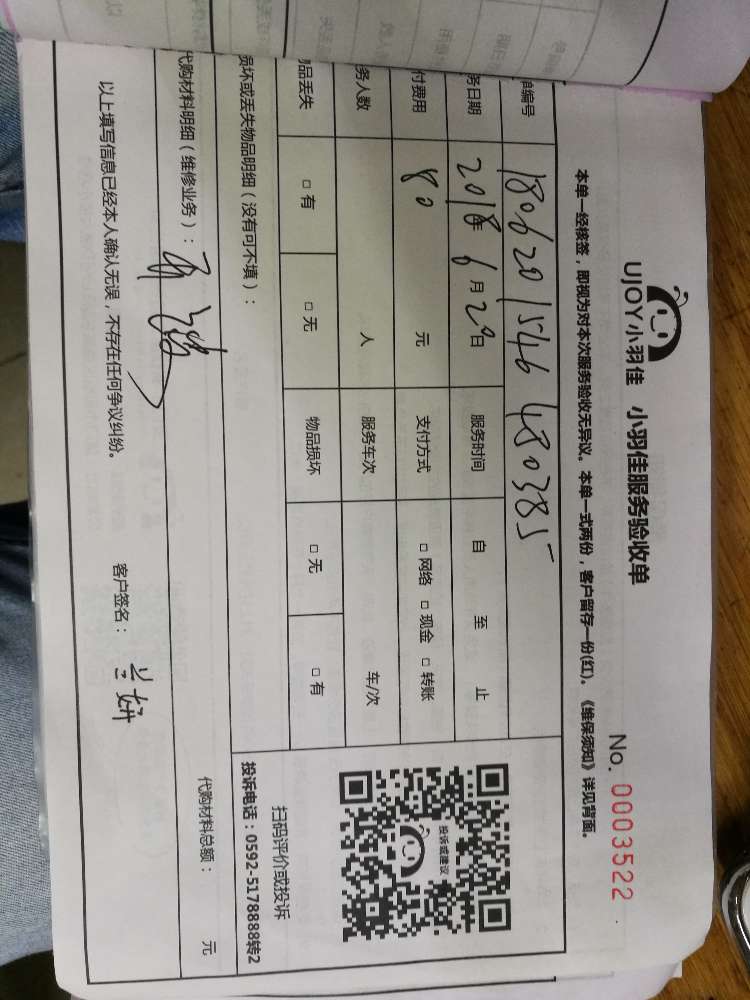 UJOY小羽佳 小羽佳服务验收单
No. 0003522
本单一经核签，即视为对本次服务验收无异议。本单一式两份，客户留存一份(红)。《维保须知》详见背面。
编号 180620154648 0385
日期 2018年6月20日 服务时间 自 至 止
付费用 80 元 支付方式 □网络 □现金 □转账
务人数 人 服务车次 车/次
品丢失 □有 □无 物品损坏 □无 □有
损坏或丢失物品明细（没有可不填）：
代购材料明细（维修业务）：
代购材料总额： 元
投诉或建议
扫码评价或投诉
投诉电话：0592-5178888转2
以上填写信息已经本人确认无误，不存在任何争议纠纷。
客户签名：